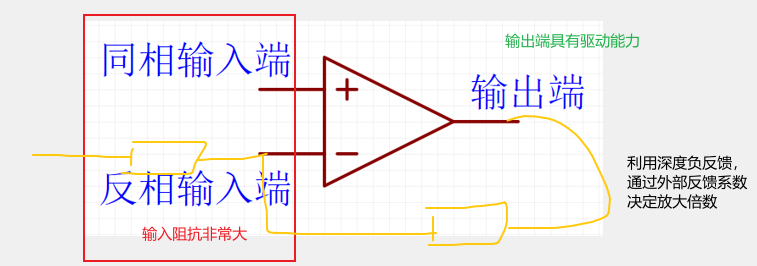 输出端具有驱动能力
同相输入端
+
输出端
−
反相输入端
输入阻抗非常大
利用深度负反馈，
通过外部反馈系数
决定放大倍数